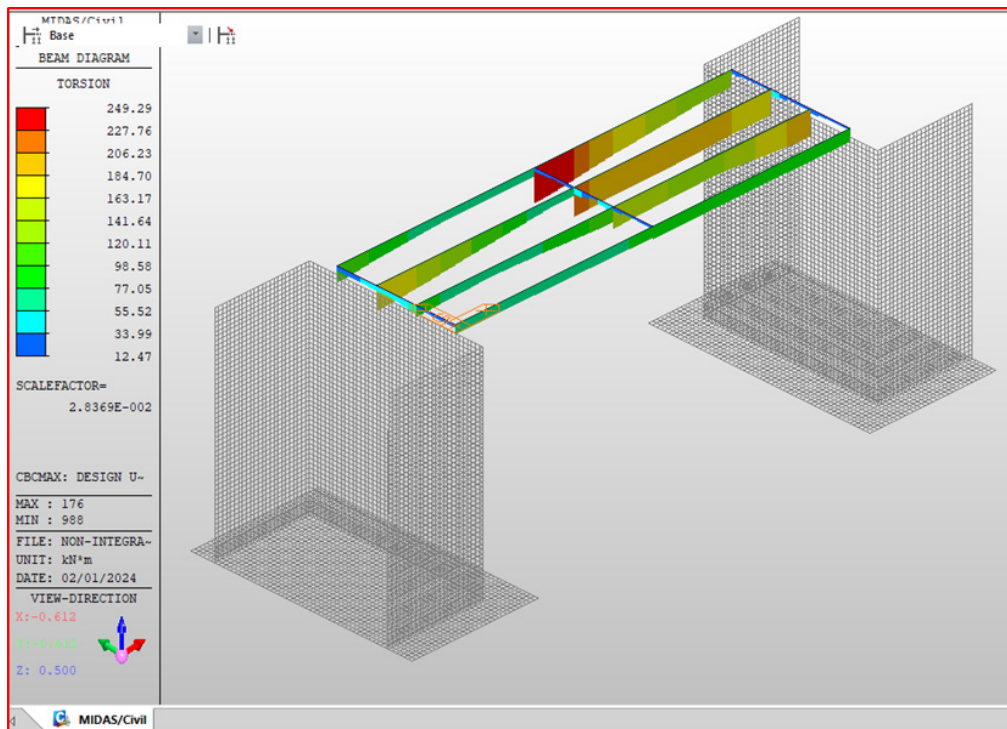 MIDAS/Civil
Base
BEAM DIAGRAM
TORSION
249.29
227.76
206.23
184.70
163.17
141.64
120.11
98.58
77.05
55.52
33.99
12.47
SCALEFACTOR=
2.8369E-002
CBCMAX: DESIGN U~
MAX : 176
MIN : 988
FILE: NON-INTEGRA~
UNIT: kN*m
DATE: 02/01/2024
VIEW-DIRECTION
X:-0.612
Z: 0.500
MIDAS/Civil